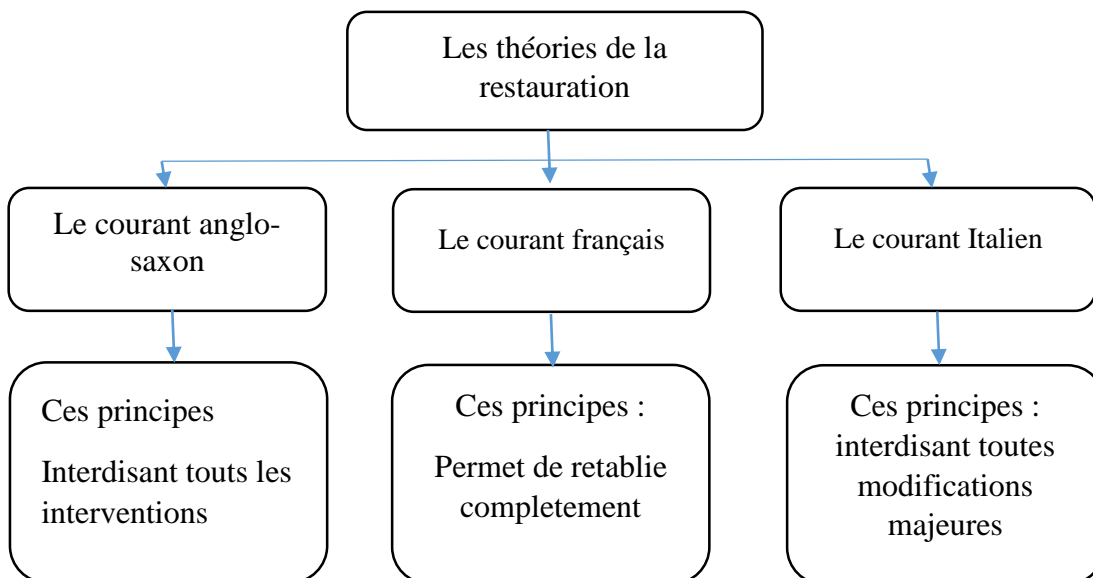 Les théories de la
restauration
Le courant anglo-
saxon
Le courant français
Le courant Italien
Ces principes
Interdisant touts les
interventions
Ces principes :
Permet de retablie
completement
Ces principes :
interdisant toutes
modifications
majeures